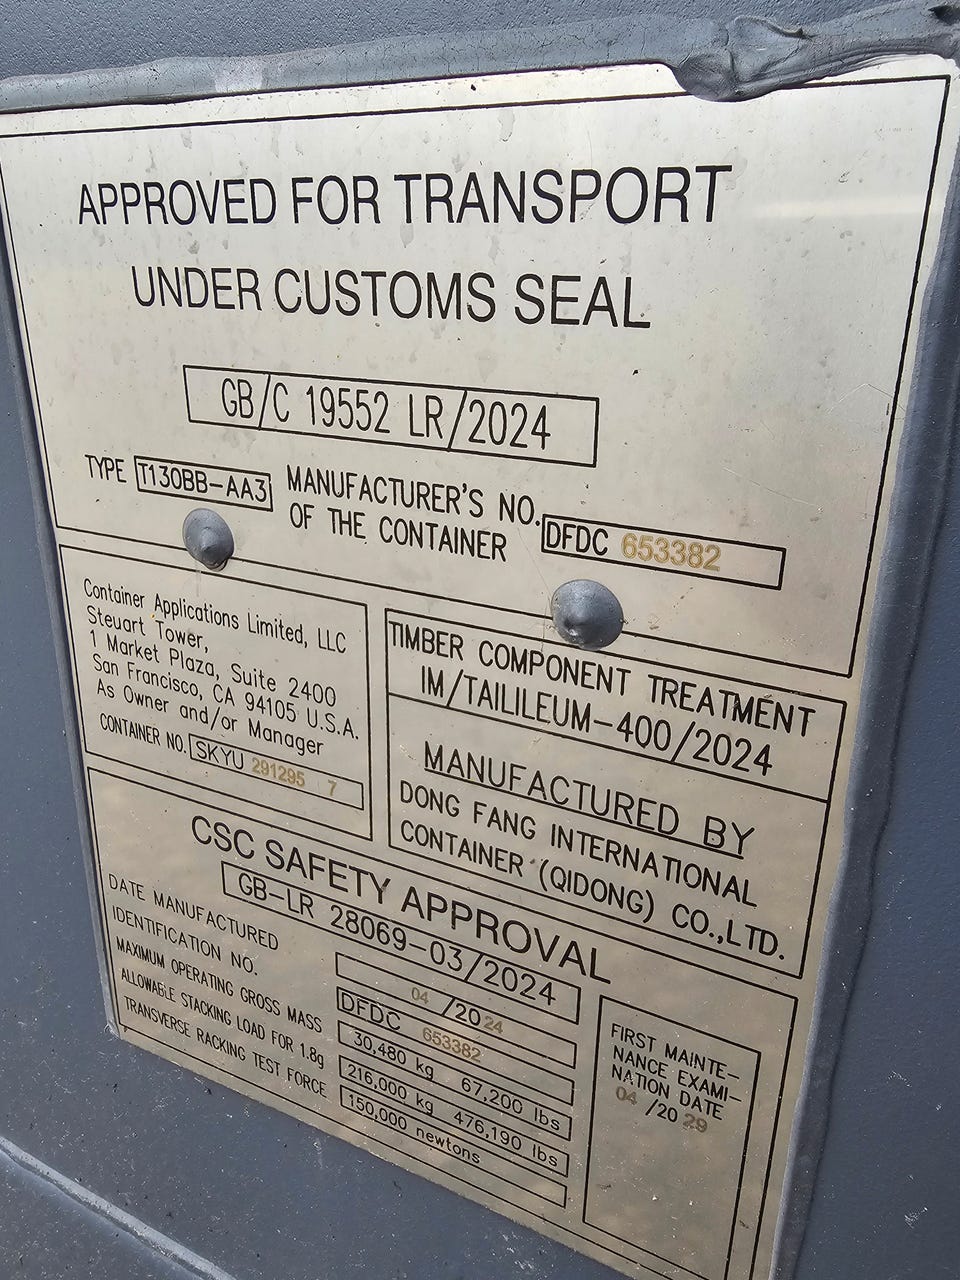 APPROVED FOR TRANSPORT
UNDER CUSTOMS SEAL
GB/C 19552 LR/2024
TYPE T130BB-AA3 MANUFACTURER'S NO. OF THE CONTAINER DFDC 653382
Container Applications Limited, LLC
Steuart Tower,
1 Market Plaza, Suite 2400
San Francisco, CA 94105 U.S.A.
As Owner and/or Manager
CONTAINER NO. SKYU 291295 7
TIMBER COMPONENT TREATMENT
IM/TAILILEUM-400/2024
MANUFACTURED BY
DONG FANG INTERNATIONAL
CONTAINER (QIDONG) CO.,LTD.
CSC SAFETY APPROVAL
GB-LR 28069-03/2024
DATE MANUFACTURED 04 /2024
IDENTIFICATION NO. DFDC 653382
MAXIMUM OPERATING GROSS MASS 30,480 kg 67,200 lbs
ALLOWABLE STACKING LOAD FOR 1.8g 216,000 kg 476,190 lbs
TRANSVERSE RACKING TEST FORCE 150,000 newtons
FIRST MAINTE-
NANCE EXAMI-
NATION DATE
04 /20 29